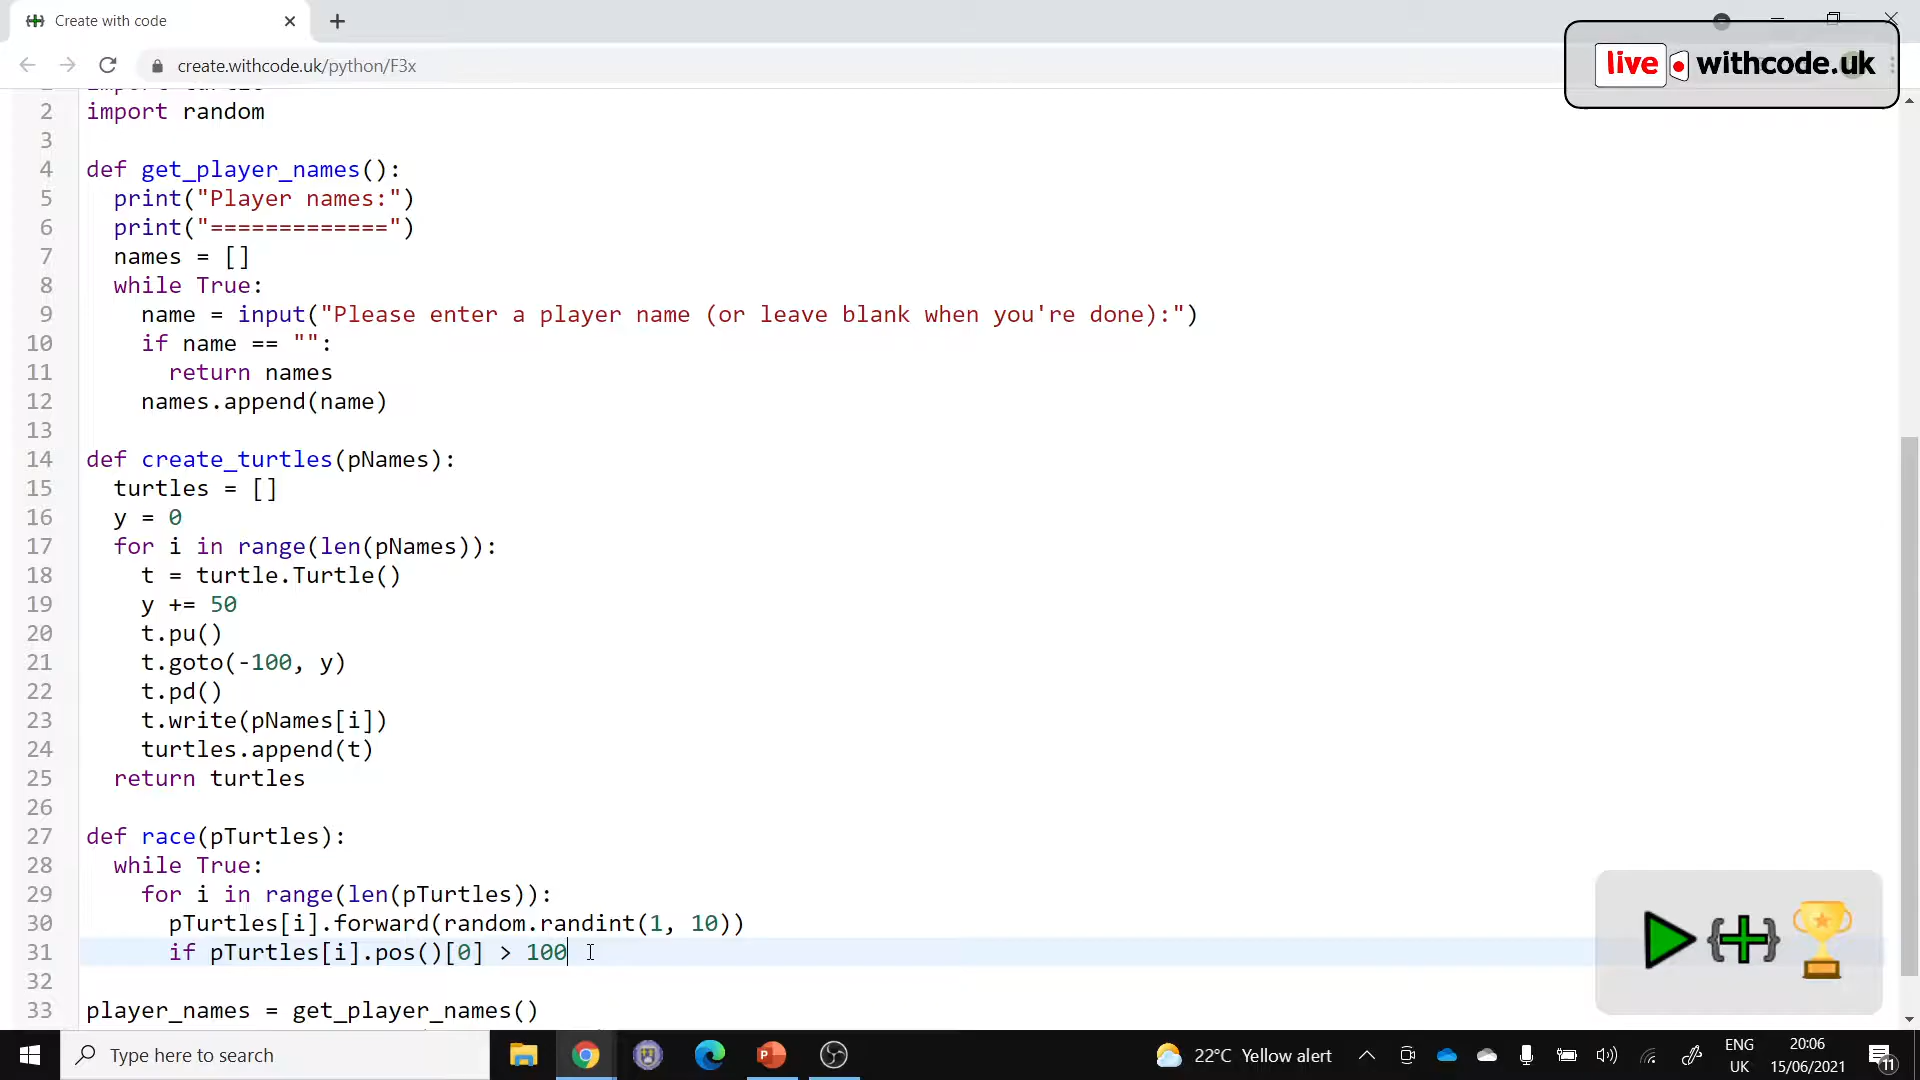 Create with code
live withcode.uk
create.withcode.uk/python/F3x
2 import random
3
4 def get_player_names():
5   print("Player names:")
6   print("=============")
7   names = []
8   while True:
9     name = input("Please enter a player name (or leave blank when you're done):")
10     if name == "":
11       return names
12     names.append(name)
13
14 def create_turtles(pNames):
15   turtles = []
16   y = 0
17   for i in range(len(pNames)):
18     t = turtle.Turtle()
19     y += 50
20     t.pu()
21     t.goto(-100, y)
22     t.pd()
23     t.write(pNames[i])
24     turtles.append(t)
25   return turtles
26
27 def race(pTurtles):
28   while True:
29     for i in range(len(pTurtles)):
30       pTurtles[i].forward(random.randint(1, 10))
31       if pTurtles[i].pos()[0] > 100
32
33 player_names = get_player_names()
Type here to search
22°C Yellow alert
ENG
UK
20:06
15/06/2021
11